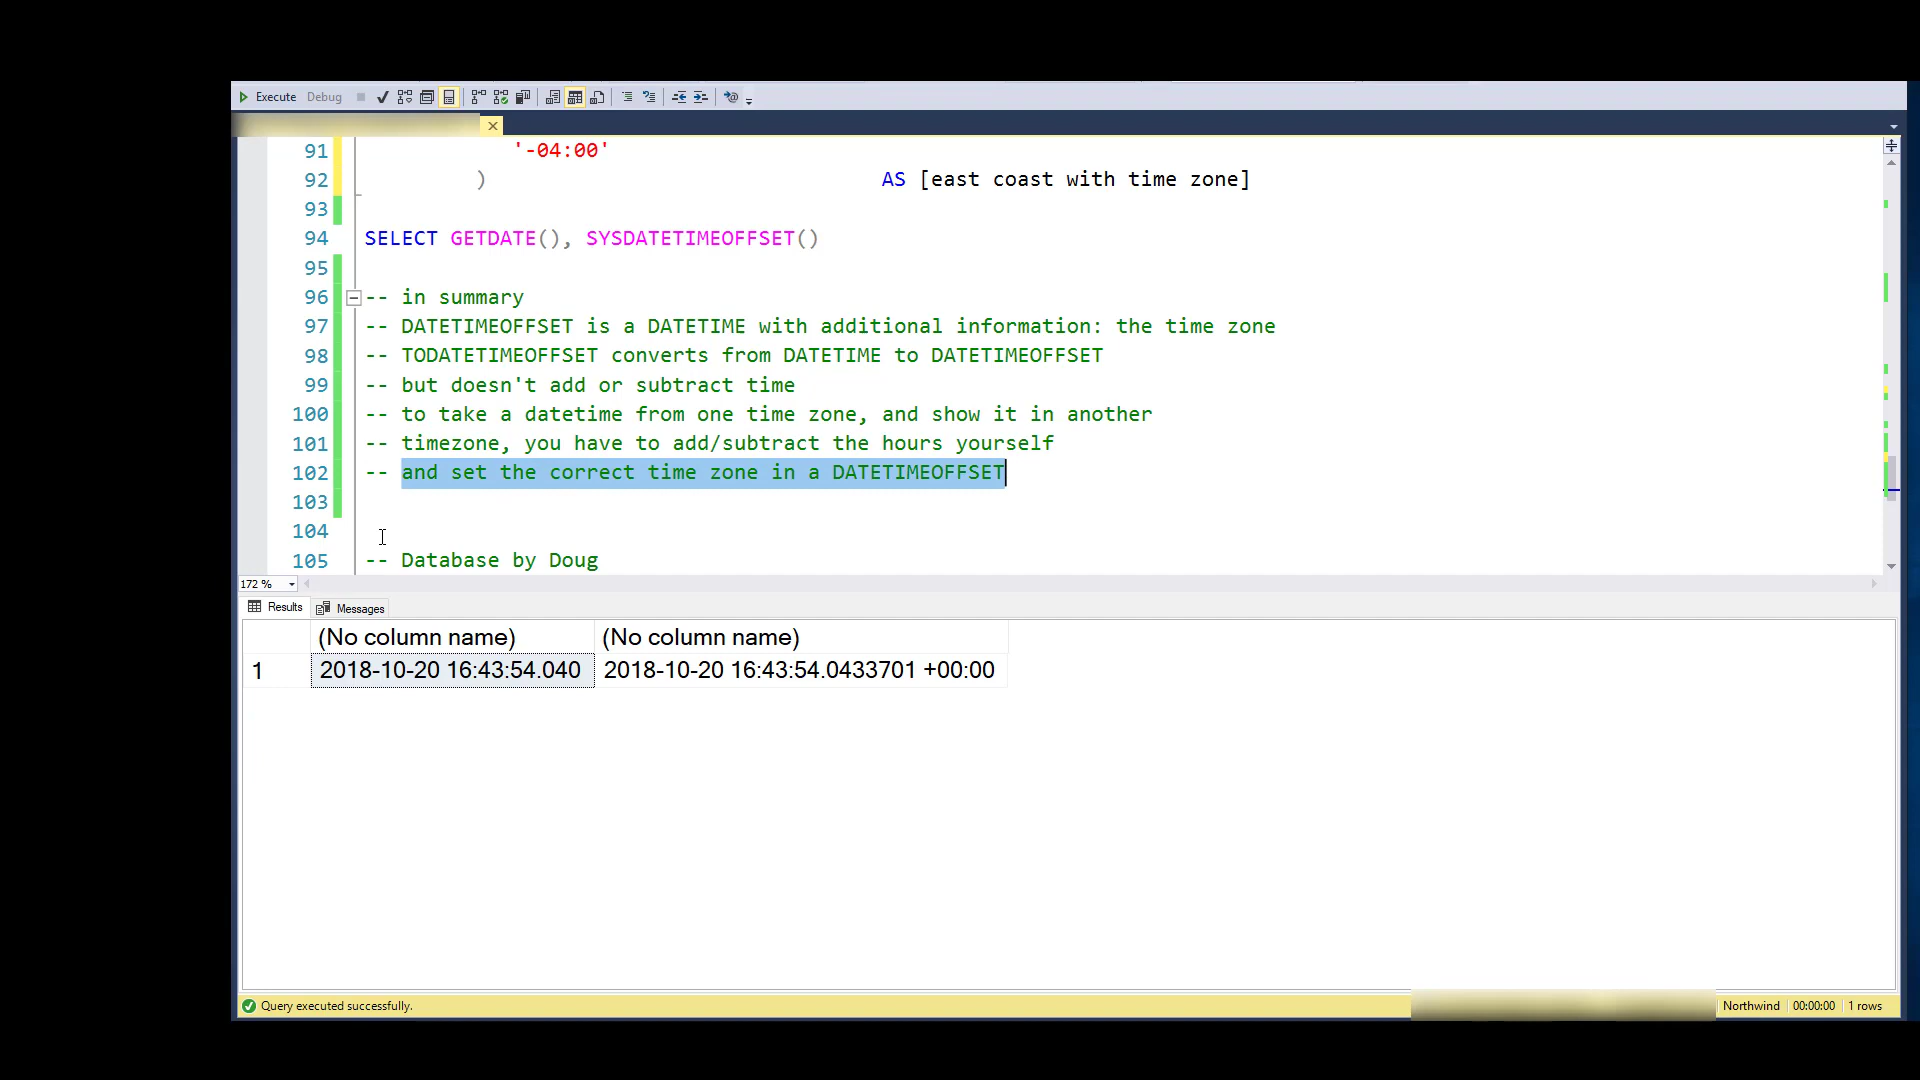 Execute Debug
91 '-04:00'
92 ) AS [east coast with time zone]
93
94 SELECT GETDATE(), SYSDATETIMEOFFSET()
95
96 -- in summary
97 -- DATETIMEOFFSET is a DATETIME with additional information: the time zone
98 -- TODATETIMEOFFSET converts from DATETIME to DATETIMEOFFSET
99 -- but doesn't add or subtract time
100 -- to take a datetime from one time zone, and show it in another
101 -- timezone, you have to add/subtract the hours yourself
102 -- and set the correct time zone in a DATETIMEOFFSET
103
104
105 -- Database by Doug
172 %
Results Messages
(No column name) (No column name)
1 2018-10-20 16:43:54.040 2018-10-20 16:43:54.0433701 +00:00
Query executed successfully. Northwind 00:00:00 1 rows